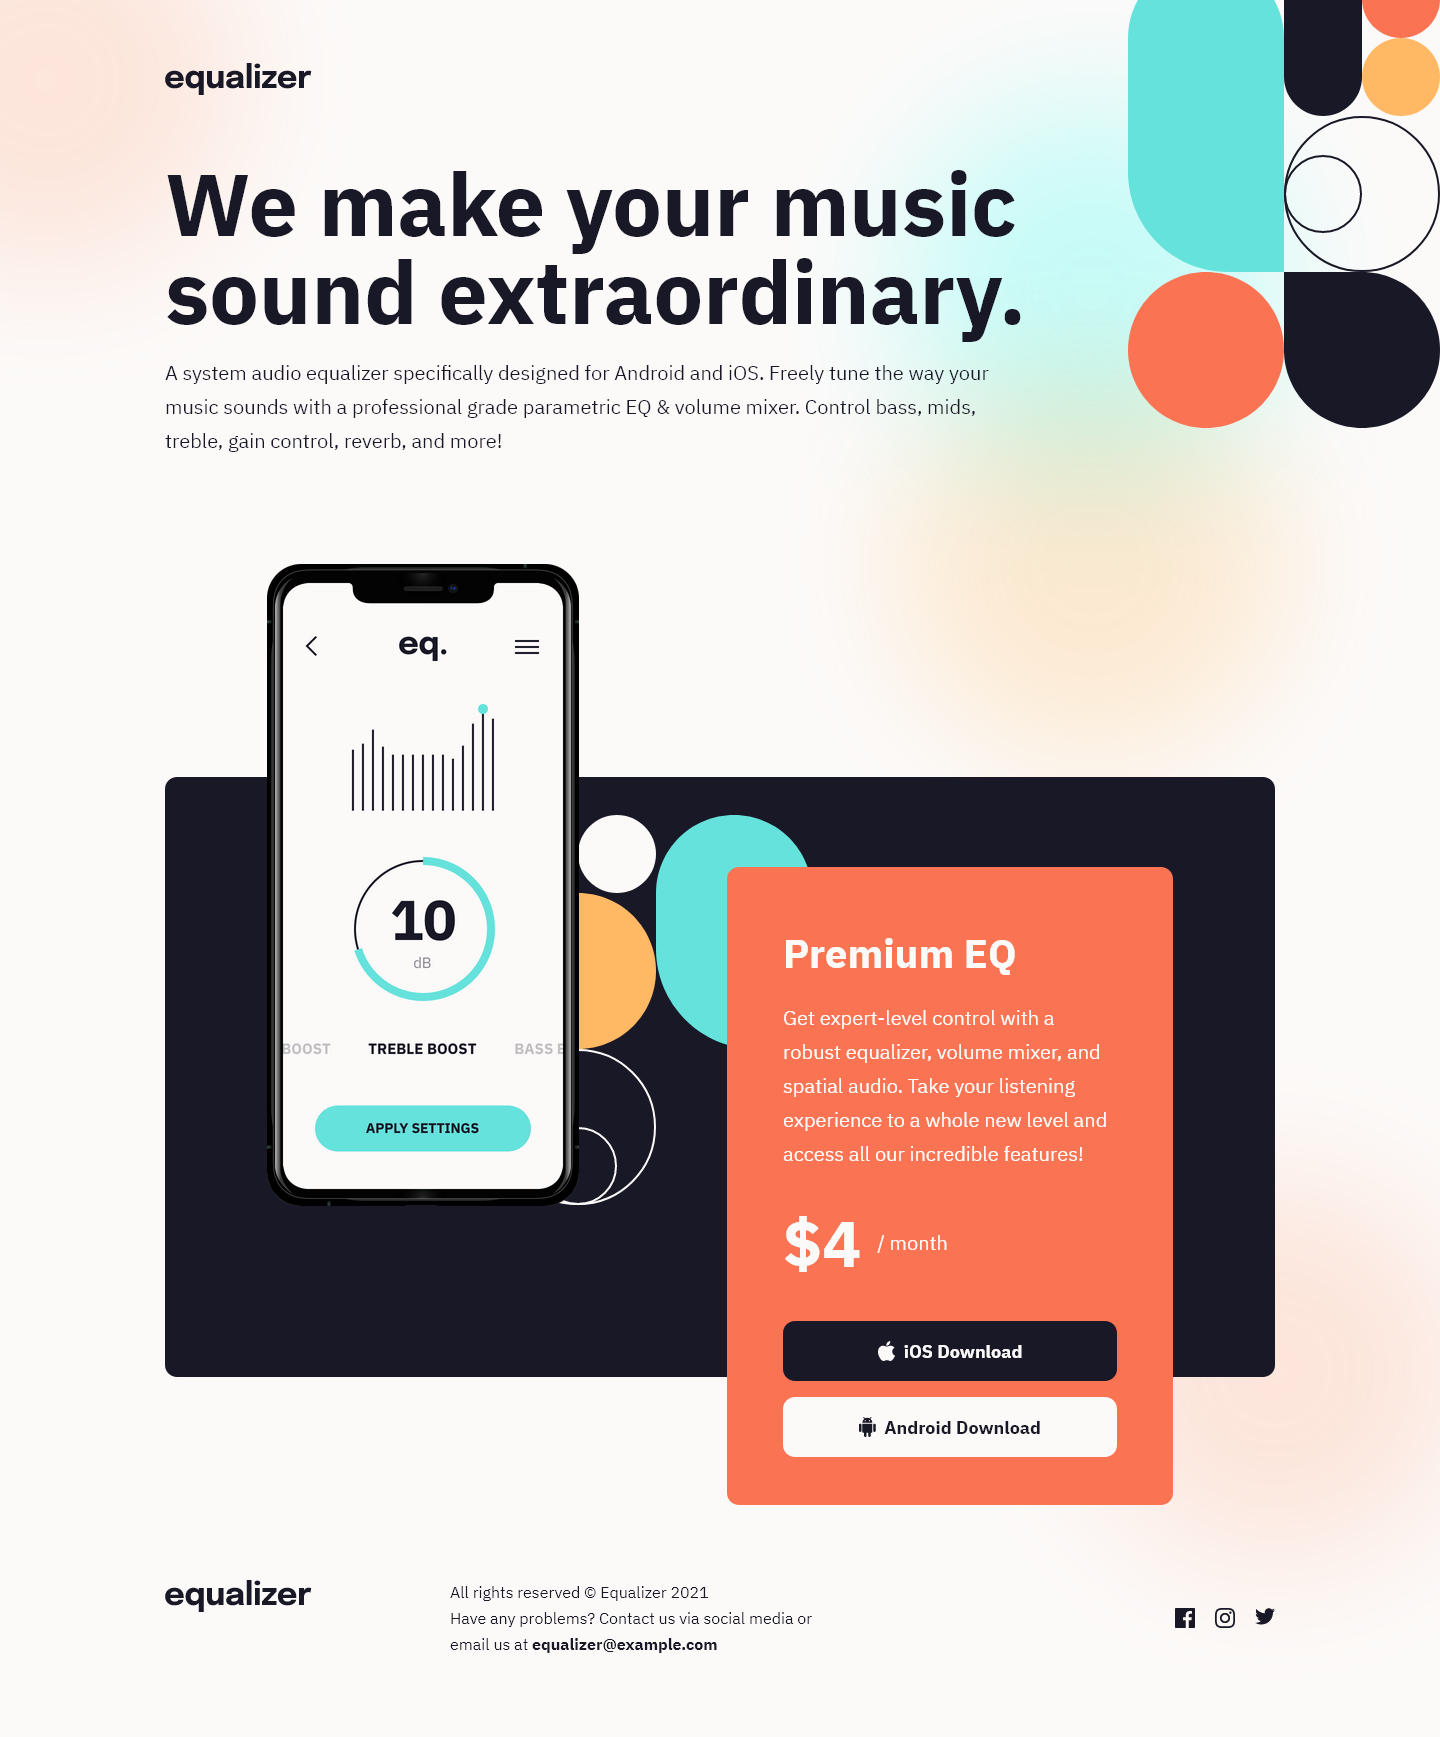 equalizer
We make your music
sound extraordinary.
A system audio equalizer specifically designed for Android and iOS. Freely tune the way your
music sounds with a professional grade parametric EQ & volume mixer. Control bass, mids,
treble, gain control, reverb, and more!
eq.
10
dB
BOOST TREBLE BOOST BASS
APPLY SETTINGS
Premium EQ
Get expert-level control with a
robust equalizer, volume mixer, and
spatial audio. Take your listening
experience to a whole new level and
access all our incredible features!
$4 / month
iOS Download
Android Download
equalizer
All rights reserved © Equalizer 2021
Have any problems? Contact us via social media or
email us at equalizer@example.com